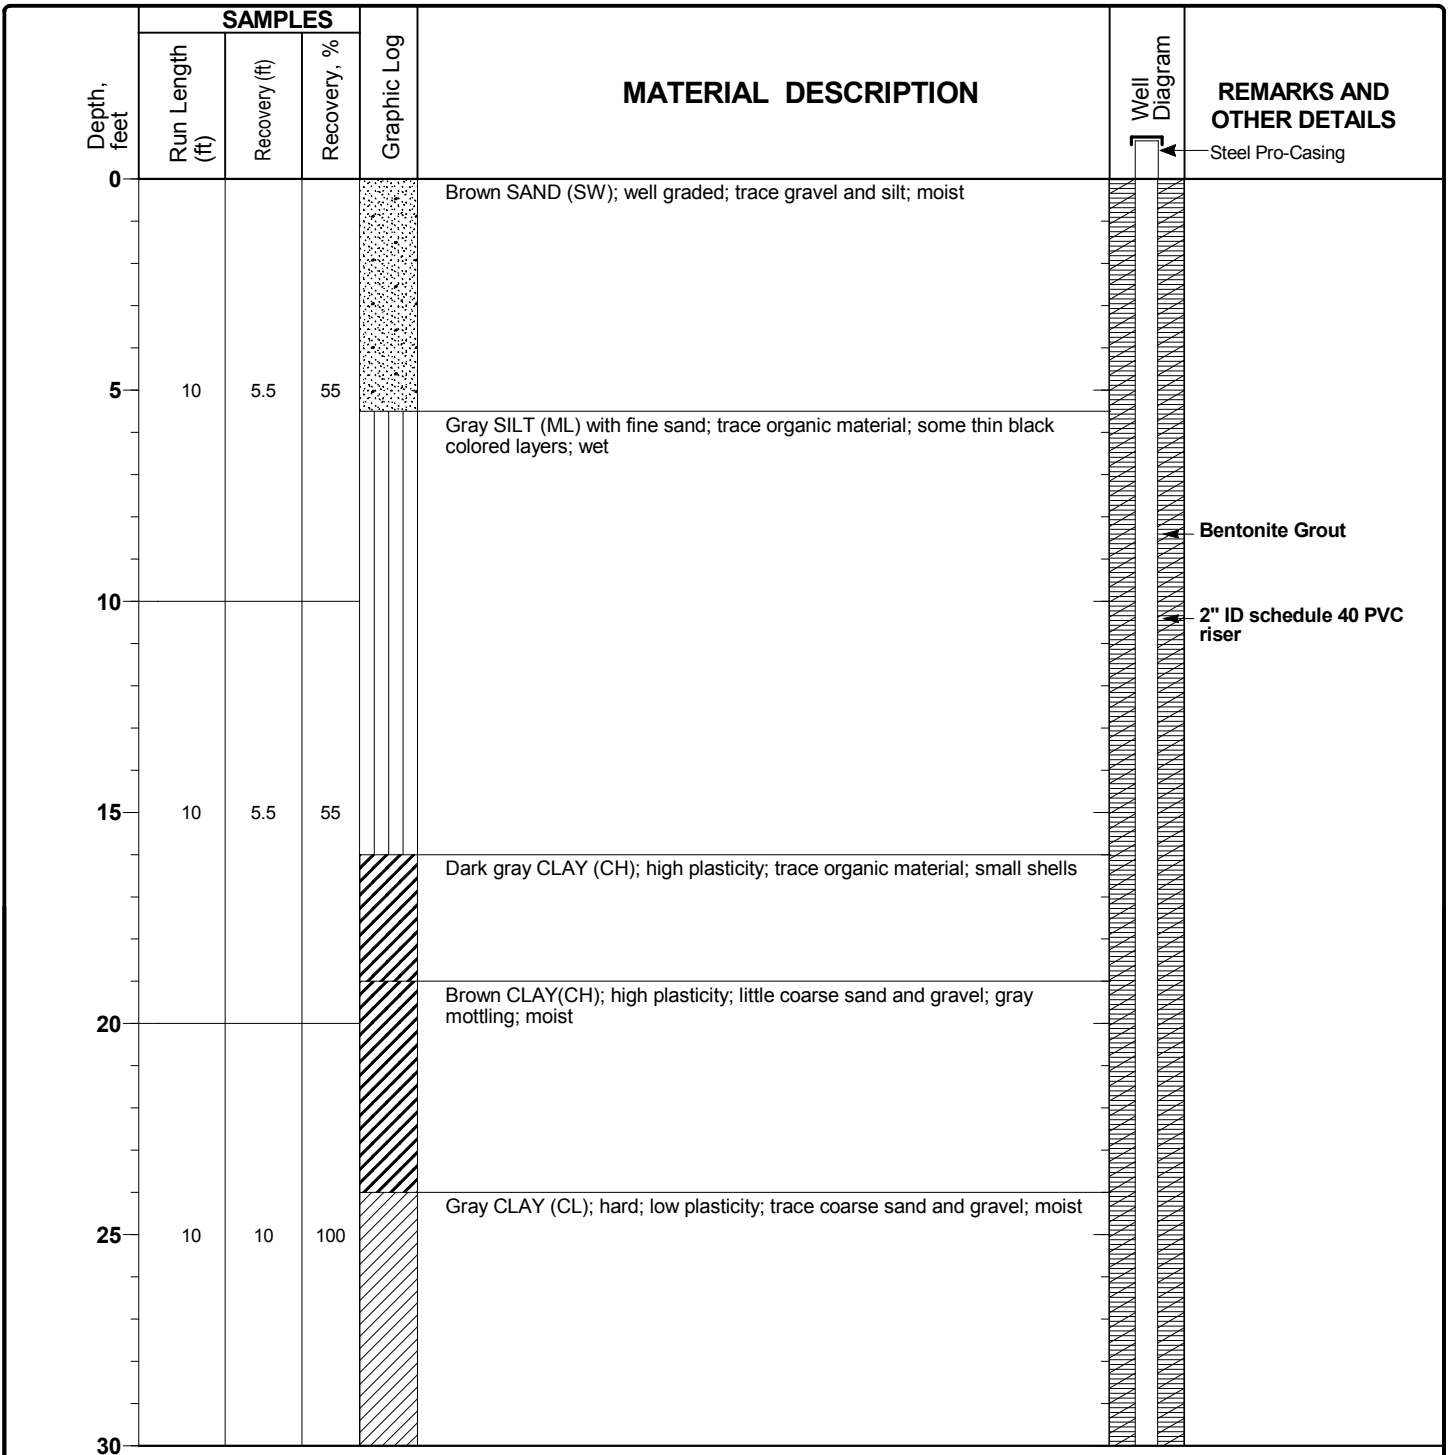 SAMPLES
Depth,
feet
Run Length
(ft)
Recovery (ft)
Recovery, %
Graphic Log
MATERIAL DESCRIPTION
Well
Diagram
REMARKS AND
OTHER DETAILS
Steel Pro-Casing
0
Brown SAND (SW); well graded; trace gravel and silt; moist
5 10 5.5 55
Gray SILT (ML) with fine sand; trace organic material; some thin black
colored layers; wet
Bentonite Grout
10
2" ID schedule 40 PVC
riser
15 10 5.5 55
Dark gray CLAY (CH); high plasticity; trace organic material; small shells
Brown CLAY(CH); high plasticity; little coarse sand and gravel; gray
mottling; moist
20
Gray CLAY (CL); hard; low plasticity; trace coarse sand and gravel; moist
25 10 10 100
30